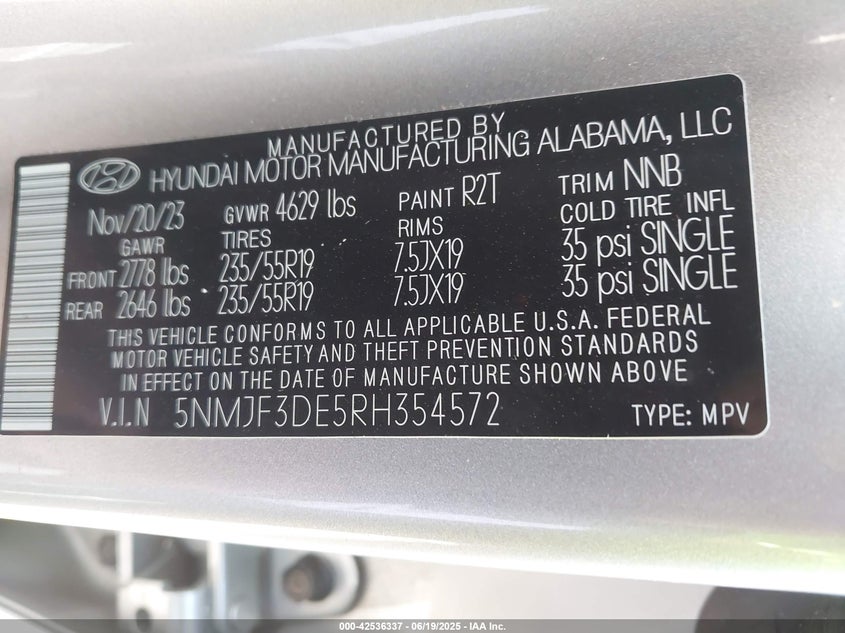 MANUFACTURED BY
HYUNDAI MOTOR MANUFACTURING ALABAMA, LLC
Nov/20/23 GVWR 4629 lbs PAINT R2T TRIM NNB
GAWR TIRES RIMS COLD TIRE INFL
FRONT 2778 lbs 235/55R19 7.5JX19 35 psi SINGLE
REAR 2646 lbs 235/55R19 7.5JX19 35 psi SINGLE
THIS VEHICLE CONFORMS TO ALL APPLICABLE U.S.A. FEDERAL
MOTOR VEHICLE SAFETY AND THEFT PREVENTION STANDARDS
IN EFFECT ON THE DATE OF MANUFACTURE SHOWN ABOVE
V.I.N 5NMJF3DE5RH354572 TYPE: MPV
000-42536337 - 06/19/2025 - IAA Inc.